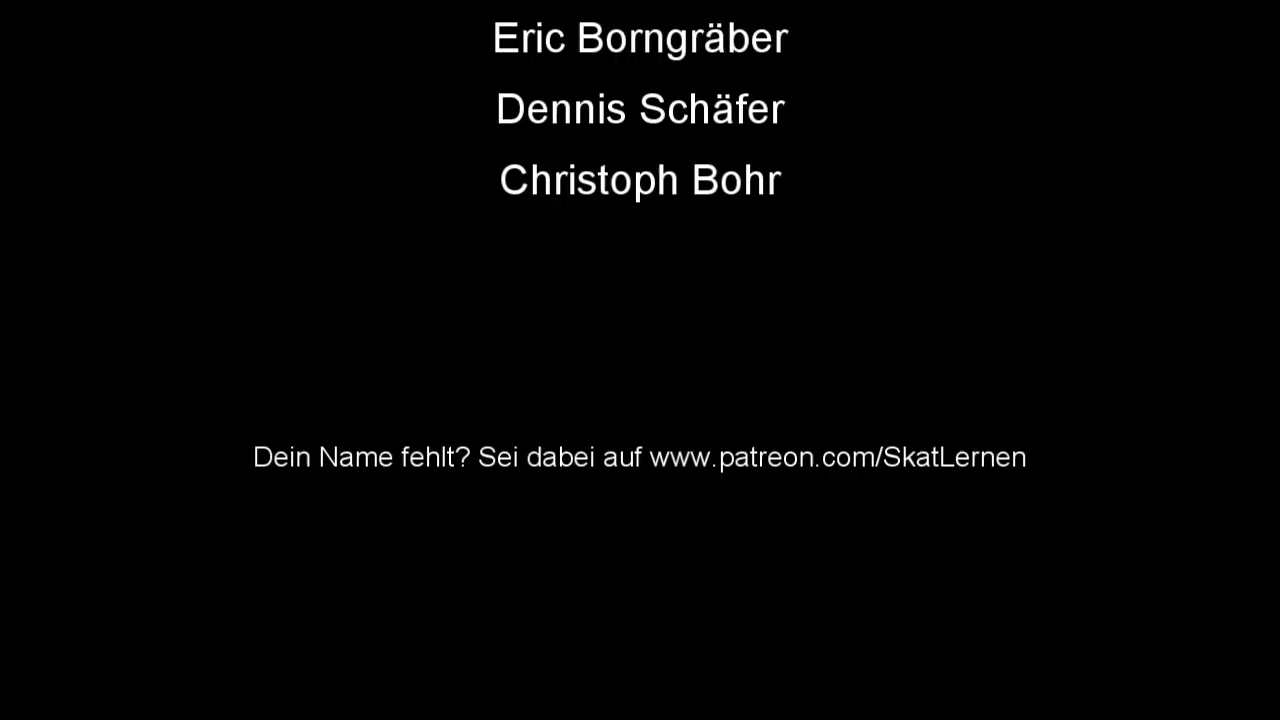 Eric Borngräber
Dennis Schäfer
Christoph Bohr
Dein Name fehlt? Sei dabei auf www.patreon.com/SkatLernen